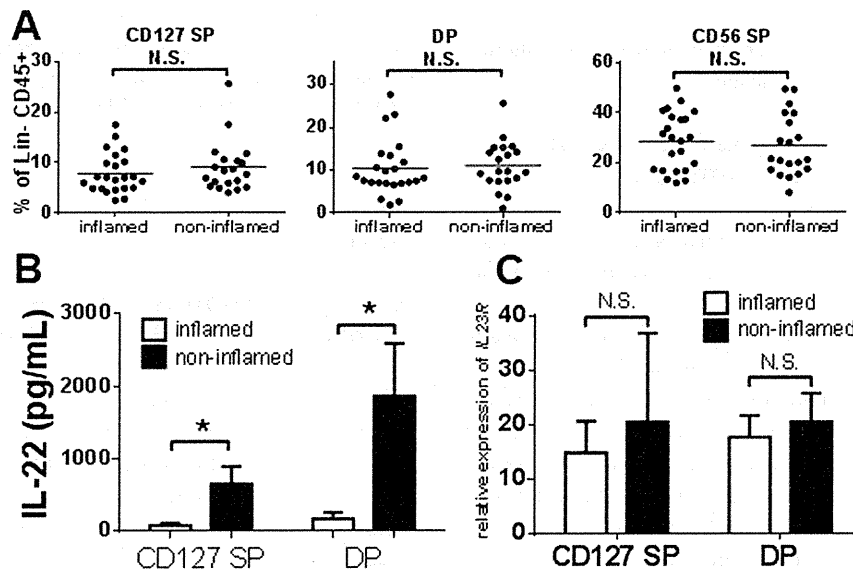 A
CD127 SP
DP
CD56 SP
N.S.
N.S.
N.S.
% of Lin- CD45+
30
20
10
0
30
20
10
0
60
40
20
0
inflamed
non-inflamed
inflamed
non-inflamed
inflamed
non-inflamed
B
IL-22 (pg/mL)
3000
2000
1000
0
inflamed
non-inflamed
*
*
CD127 SP
DP
C
relative expression of IL23R
40
30
20
10
0
inflamed
non-inflamed
N.S.
N.S.
CD127 SP
DP